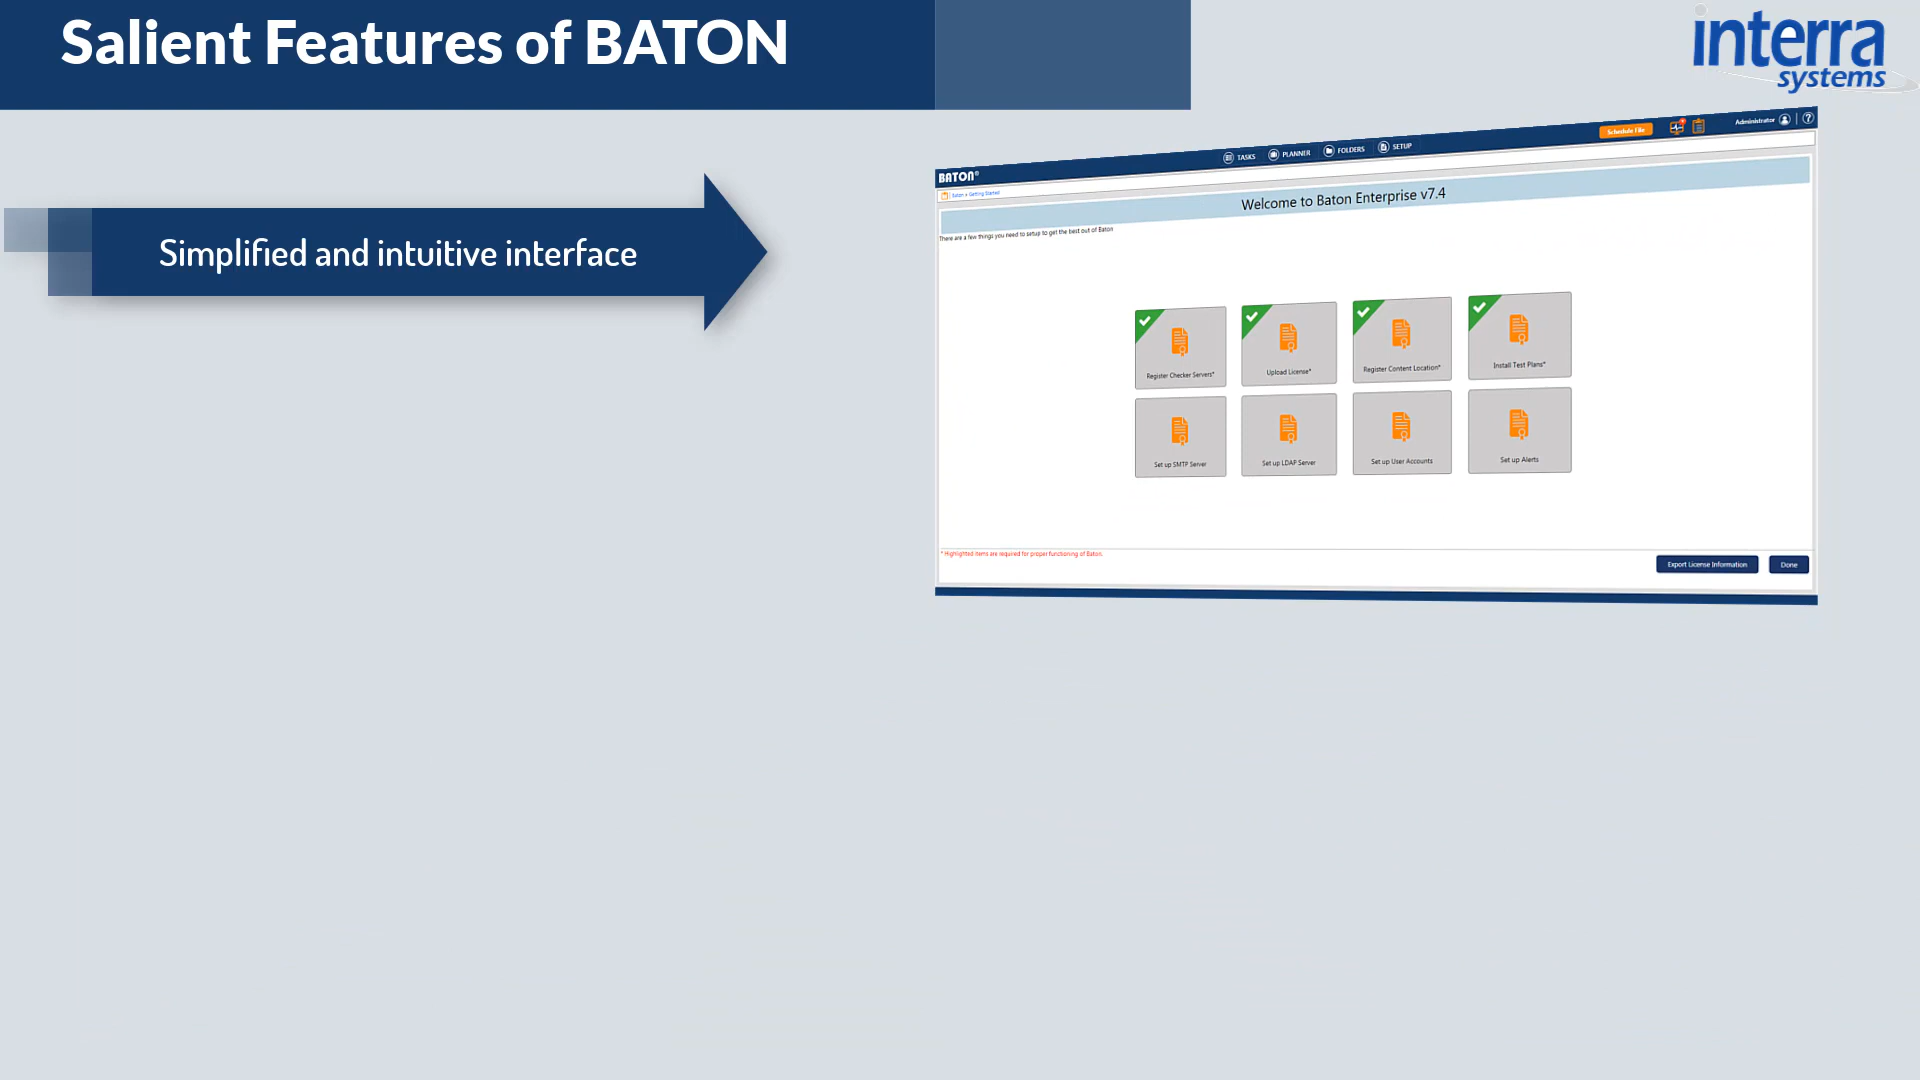 Salient Features of BATON
interra
systems
Simplified and intuitive interface
BATON®
TASKS
PLANNER
FOLDERS
SETUP
Schedule File
Administrator
?
Baton » Getting Started
Welcome to Baton Enterprise v7.4
There are a few things you need to setup to get the best out of Baton
Register Checker Servers*
Upload License*
Register Content Location*
Install Test Plans*
Set up SMTP Server
Set up LDAP Server
Set up User Accounts
Set up Alerts
* Highlighted items are required for proper functioning of Baton.
Export License Information
Done